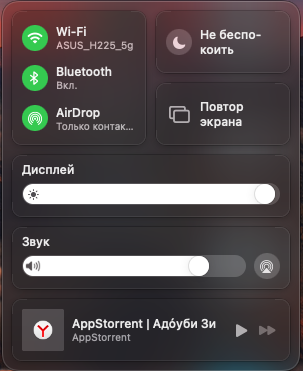 Wi-Fi
ASUS_H225_5g
Bluetooth
Вкл.
AirDrop
Только контак...
Не беспо-
коить
Повтор
экрана
Дисплей
Звук
AppStorrent | Адо́уби Зи
AppStorrent